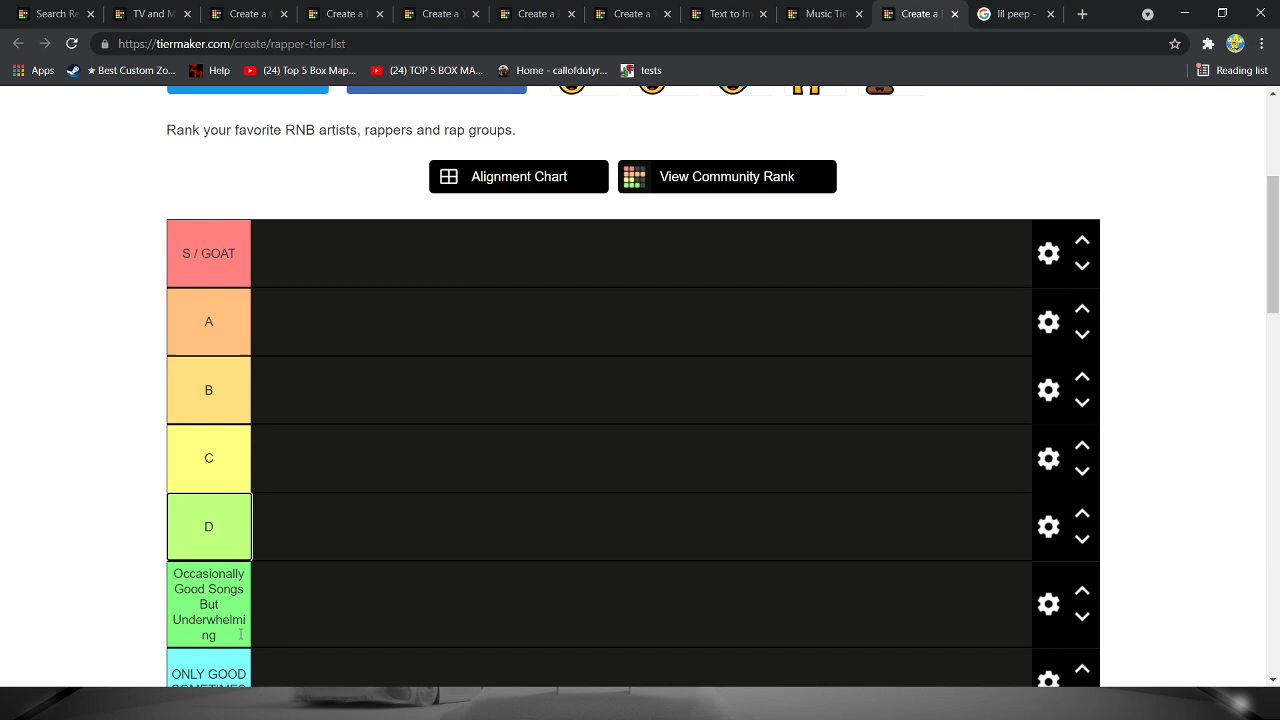 Search Re
TV and M
Create a C
Create a
Create a
Create a
Create a
Text to Im
Music Tie
Create a
lil peep -
https://tiermaker.com/create/rapper-tier-list
Apps
★ Best Custom Zo...
Help
(24) Top 5 Box Map...
(24) TOP 5 BOX MA...
Home - callofdutyr...
tests
Reading list
Rank your favorite RNB artists, rappers and rap groups.
Alignment Chart
View Community Rank
S / GOAT
A
B
C
D
Occasionally
Good Songs
But
Underwhelmi
ng
ONLY GOOD
SOMETIMES